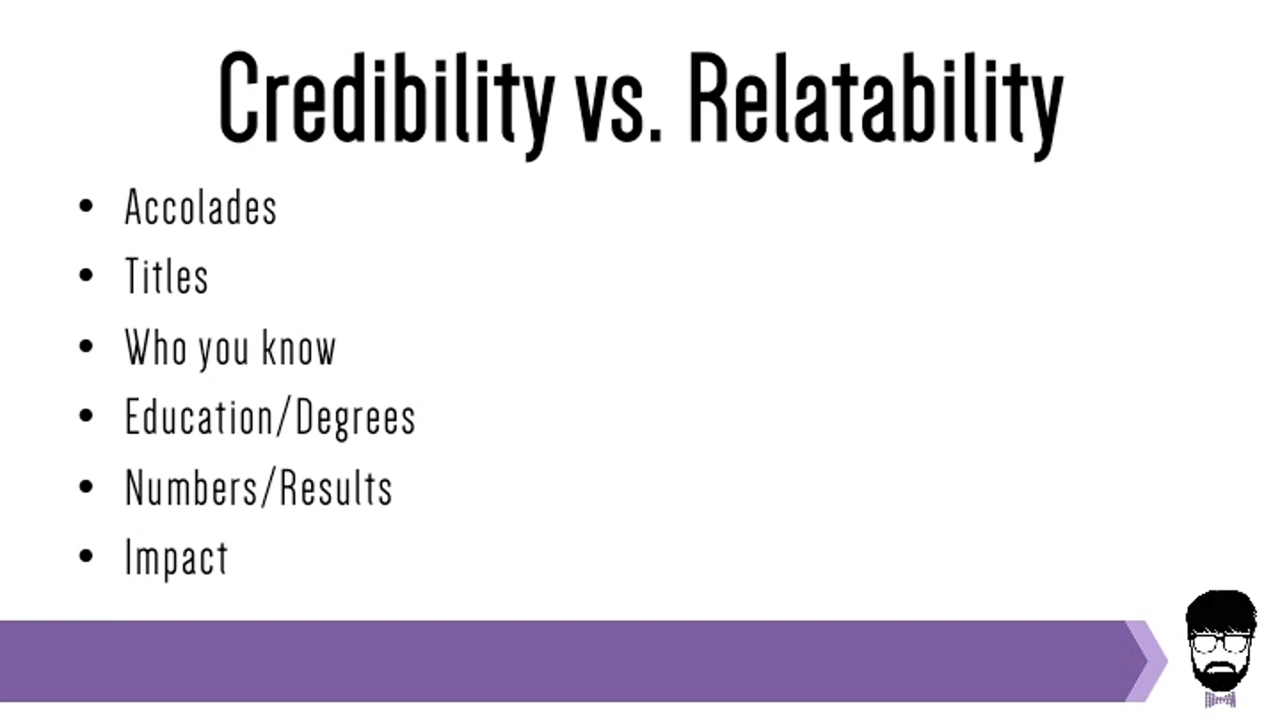 Credibility vs. Relatability
• Accolades
• Titles
• Who you know
• Education/Degrees
• Numbers/Results
• Impact